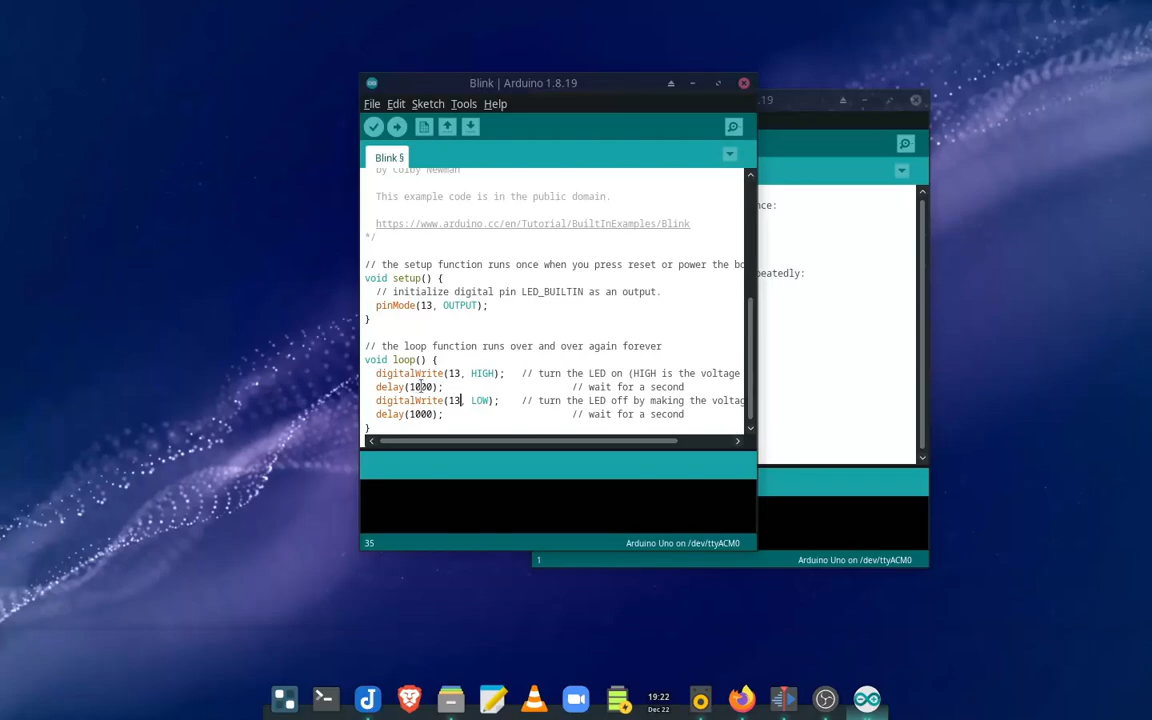 Blink | Arduino 1.8.19
.19
File Edit Sketch Tools Help
Blink §
by Colby Newman
This example code is in the public domain.
https://www.arduino.cc/en/Tutorial/BuiltInExamples/Blink
*/
// the setup function runs once when you press reset or power the bo
void setup() {
// initialize digital pin LED_BUILTIN as an output.
pinMode(13, OUTPUT);
}
// the loop function runs over and over again forever
void loop() {
digitalWrite(13, HIGH);   // turn the LED on (HIGH is the voltage
delay(1000);                       // wait for a second
digitalWrite(13, LOW);    // turn the LED off by making the voltag
delay(1000);                       // wait for a second
}
35
Arduino Uno on /dev/ttyACM0
nce:
peatedly:
1
Arduino Uno on /dev/ttyACM0
19:22
Dec 22